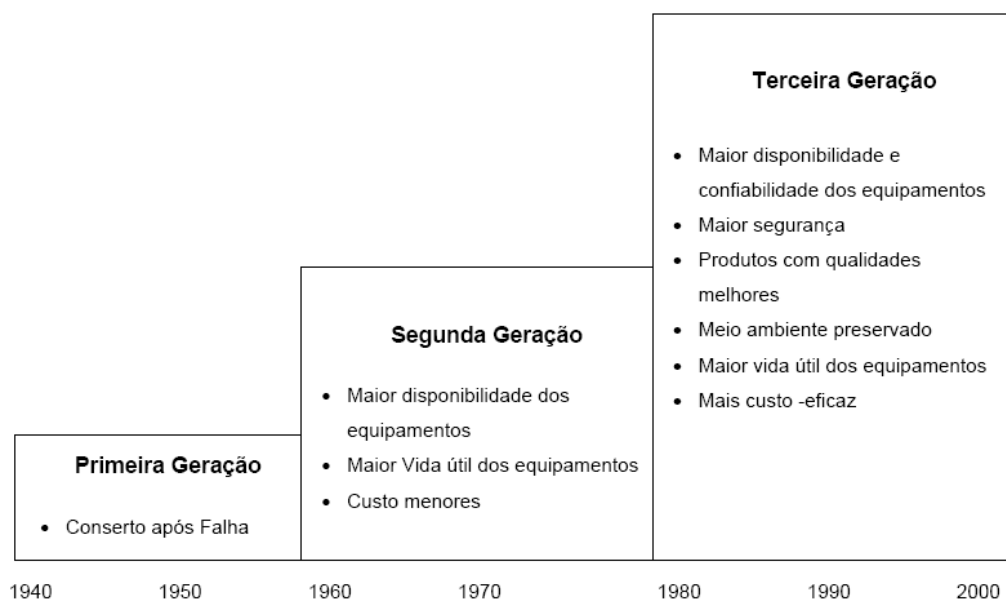 Terceira Geração
• Maior disponibilidade e
confiabilidade dos equipamentos
• Maior segurança
• Produtos com qualidades
melhores
• Meio ambiente preservado
• Maior vida útil dos equipamentos
• Mais custo -eficaz
Segunda Geração
• Maior disponibilidade dos
equipamentos
• Maior Vida útil dos equipamentos
• Custo menores
Primeira Geração
• Conserto após Falha
1940 1950 1960 1970 1980 1990 2000